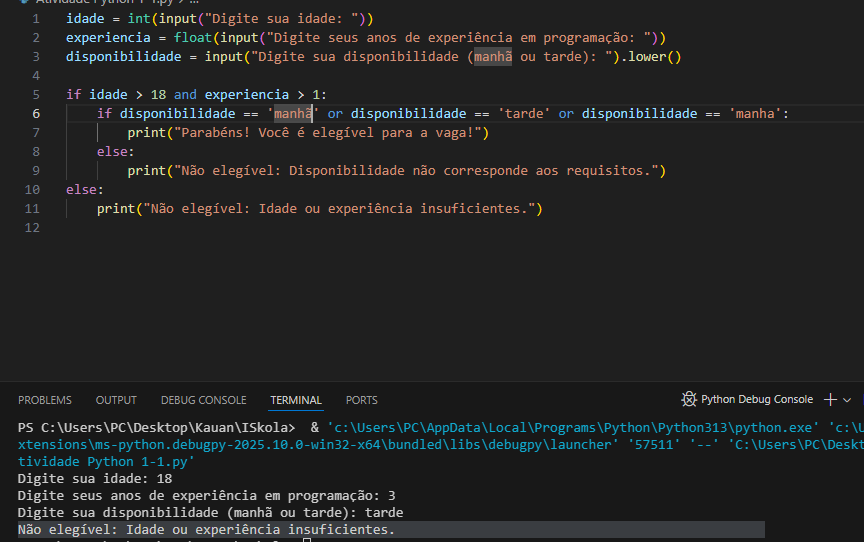 Atividade Python 1-1.py > ...
1 idade = int(input("Digite sua idade: "))
2 experiencia = float(input("Digite seus anos de experiência em programação: "))
3 disponibilidade = input("Digite sua disponibilidade (manhã ou tarde): ").lower()
4
5 if idade > 18 and experiencia > 1:
6 if disponibilidade == 'manhã' or disponibilidade == 'tarde' or disponibilidade == 'manha':
7 print("Parabéns! Você é elegível para a vaga!")
8 else:
9 print("Não elegível: Disponibilidade não corresponde aos requisitos.")
10 else:
11 print("Não elegível: Idade ou experiência insuficientes.")
12
PROBLEMS OUTPUT DEBUG CONSOLE TERMINAL PORTS Python Debug Console
PS C:\Users\PC\Desktop\Kauan\ISkola> & 'c:\Users\PC\AppData\Local\Programs\Python\Python313\python.exe' 'c:\U
xtensions\ms-python.debugpy-2025.10.0-win32-x64\bundled\libs\debugpy\launcher' '57511' '--' 'C:\Users\PC\Deskt
tividade Python 1-1.py'
Digite sua idade: 18
Digite seus anos de experiência em programação: 3
Digite sua disponibilidade (manhã ou tarde): tarde
Não elegível: Idade ou experiência insuficientes.